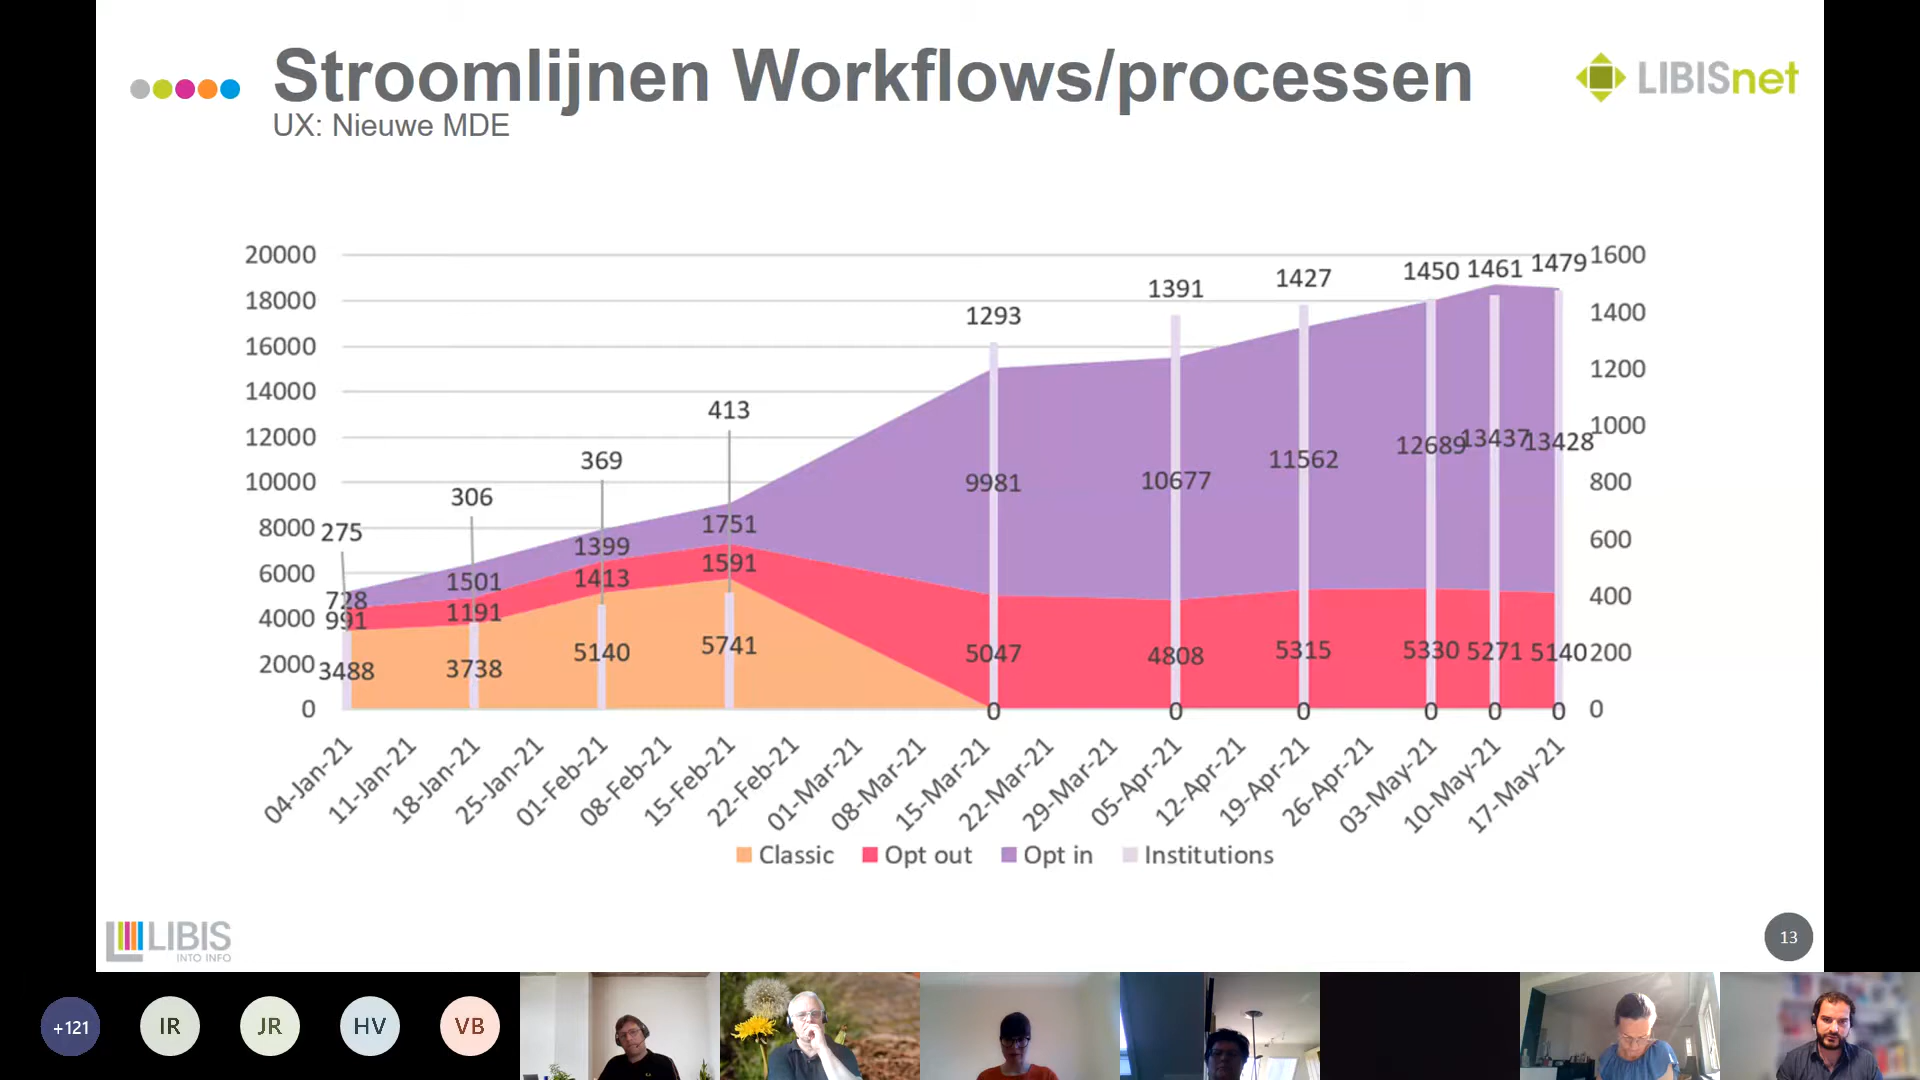 Stroomlijnen Workflows/processen
UX: Nieuwe MDE
LIBISnet
20000
18000
16000
14000
12000
10000
8000
6000
4000
2000
0
1600
1400
1200
1000
800
600
400
200
0
275
306
369
413
1293
1391
1427
1450
1461
1479
728
1501
1399
1751
9981
10677
11562
12689
13437
13428
991
1191
1413
1591
5047
4808
5315
5330
5271
5140
3488
3738
5140
5741
0
0
0
0
0
0
04-Jan-21
11-Jan-21
18-Jan-21
25-Jan-21
01-Feb-21
08-Feb-21
15-Feb-21
22-Feb-21
01-Mar-21
08-Mar-21
15-Mar-21
22-Mar-21
29-Mar-21
05-Apr-21
12-Apr-21
19-Apr-21
26-Apr-21
03-May-21
10-May-21
17-May-21
Classic Opt out Opt in Institutions
LIBIS
INTO INFO
13
+121 IR JR HV VB